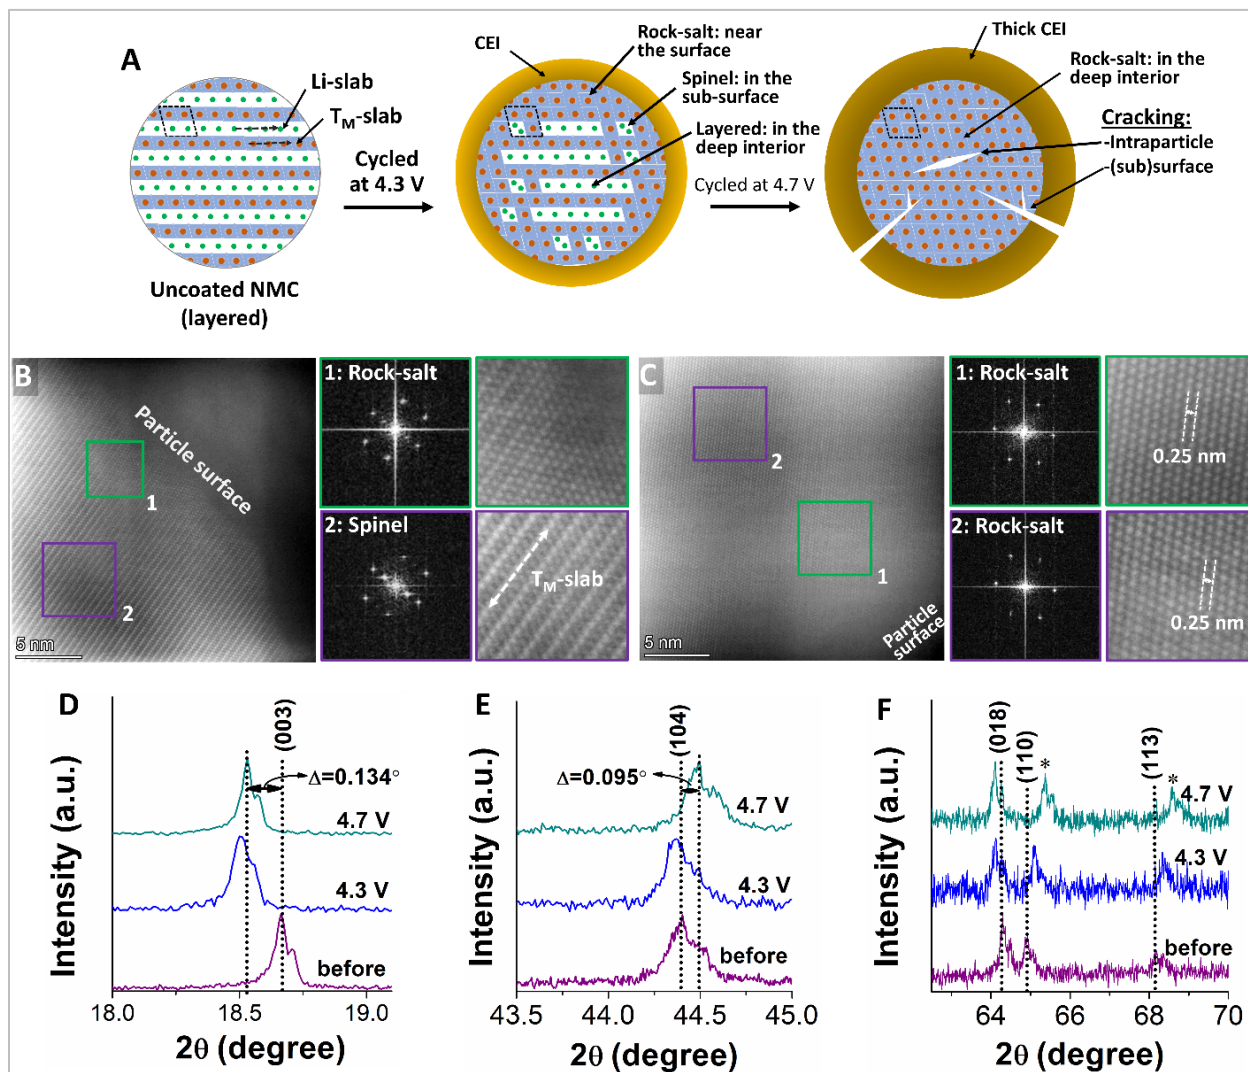 A
Li-slab
TM-slab
Uncoated NMC
(layered)
Cycled
at 4.3 V
CEI
Rock-salt: near
the surface
Spinel: in the
sub-surface
Layered: in the
deep interior
Cycled at 4.7 V
Thick CEI
Rock-salt: in the
deep interior
Cracking:
-Intraparticle
-(sub)surface
B
Particle surface
1
2
5 nm
1: Rock-salt
2: Spinel
TM-slab
C
2
1
Particle
surface
5 nm
1: Rock-salt
0.25 nm
2: Rock-salt
0.25 nm
D
(003)
Δ=0.134°
4.7 V
4.3 V
before
Intensity (a.u.)
18.0 18.5 19.0
2θ (degree)
E
(104)
Δ=0.095°
4.7 V
4.3 V
before
Intensity (a.u.)
43.5 44.0 44.5 45.0
2θ (degree)
F
(018)
(110)
*
(113)
*
4.7 V
4.3 V
before
Intensity (a.u.)
64 66 68 70
2θ (degree)